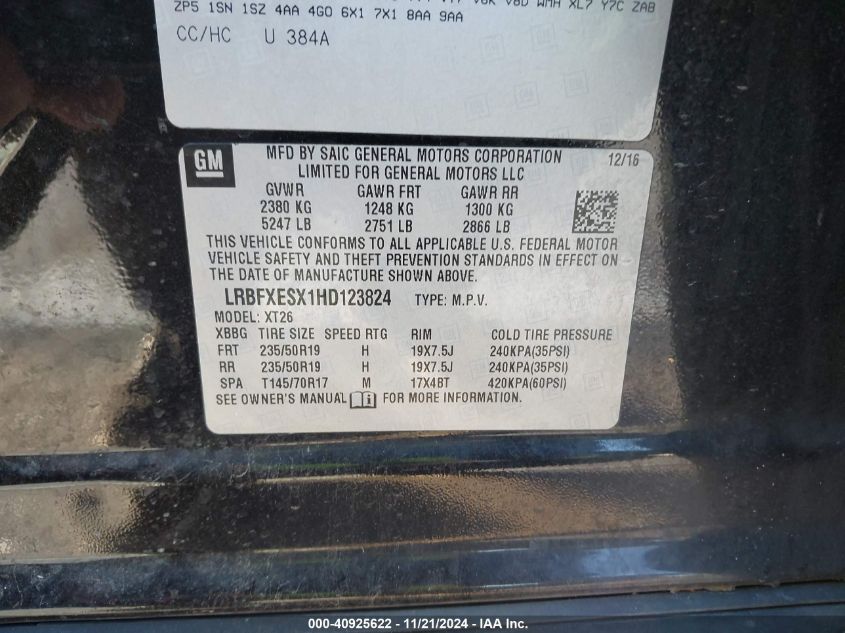 ZP5 1SN 1SZ 4AA 4G0 6X1 7X1 8AA 9AA
CC/HC U 384A
GM
MFD BY SAIC GENERAL MOTORS CORPORATION
LIMITED FOR GENERAL MOTORS LLC
12/16
GVWR GAWR FRT GAWR RR
2380 KG 1248 KG 1300 KG
5247 LB 2751 LB 2866 LB
THIS VEHICLE CONFORMS TO ALL APPLICABLE U.S. FEDERAL MOTOR
VEHICLE SAFETY AND THEFT PREVENTION STANDARDS IN EFFECT ON
THE DATE OF MANUFACTURE SHOWN ABOVE.
LRBFXESX1HD123824 TYPE: M.P.V.
MODEL: XT26
XBBG TIRE SIZE SPEED RTG RIM COLD TIRE PRESSURE
FRT 235/50R19 H 19X7.5J 240KPA(35PSI)
RR 235/50R19 H 19X7.5J 240KPA(35PSI)
SPA T145/70R17 M 17X4BT 420KPA(60PSI)
SEE OWNER'S MANUAL FOR MORE INFORMATION.
000-40925622 - 11/21/2024 - IAAI Inc.